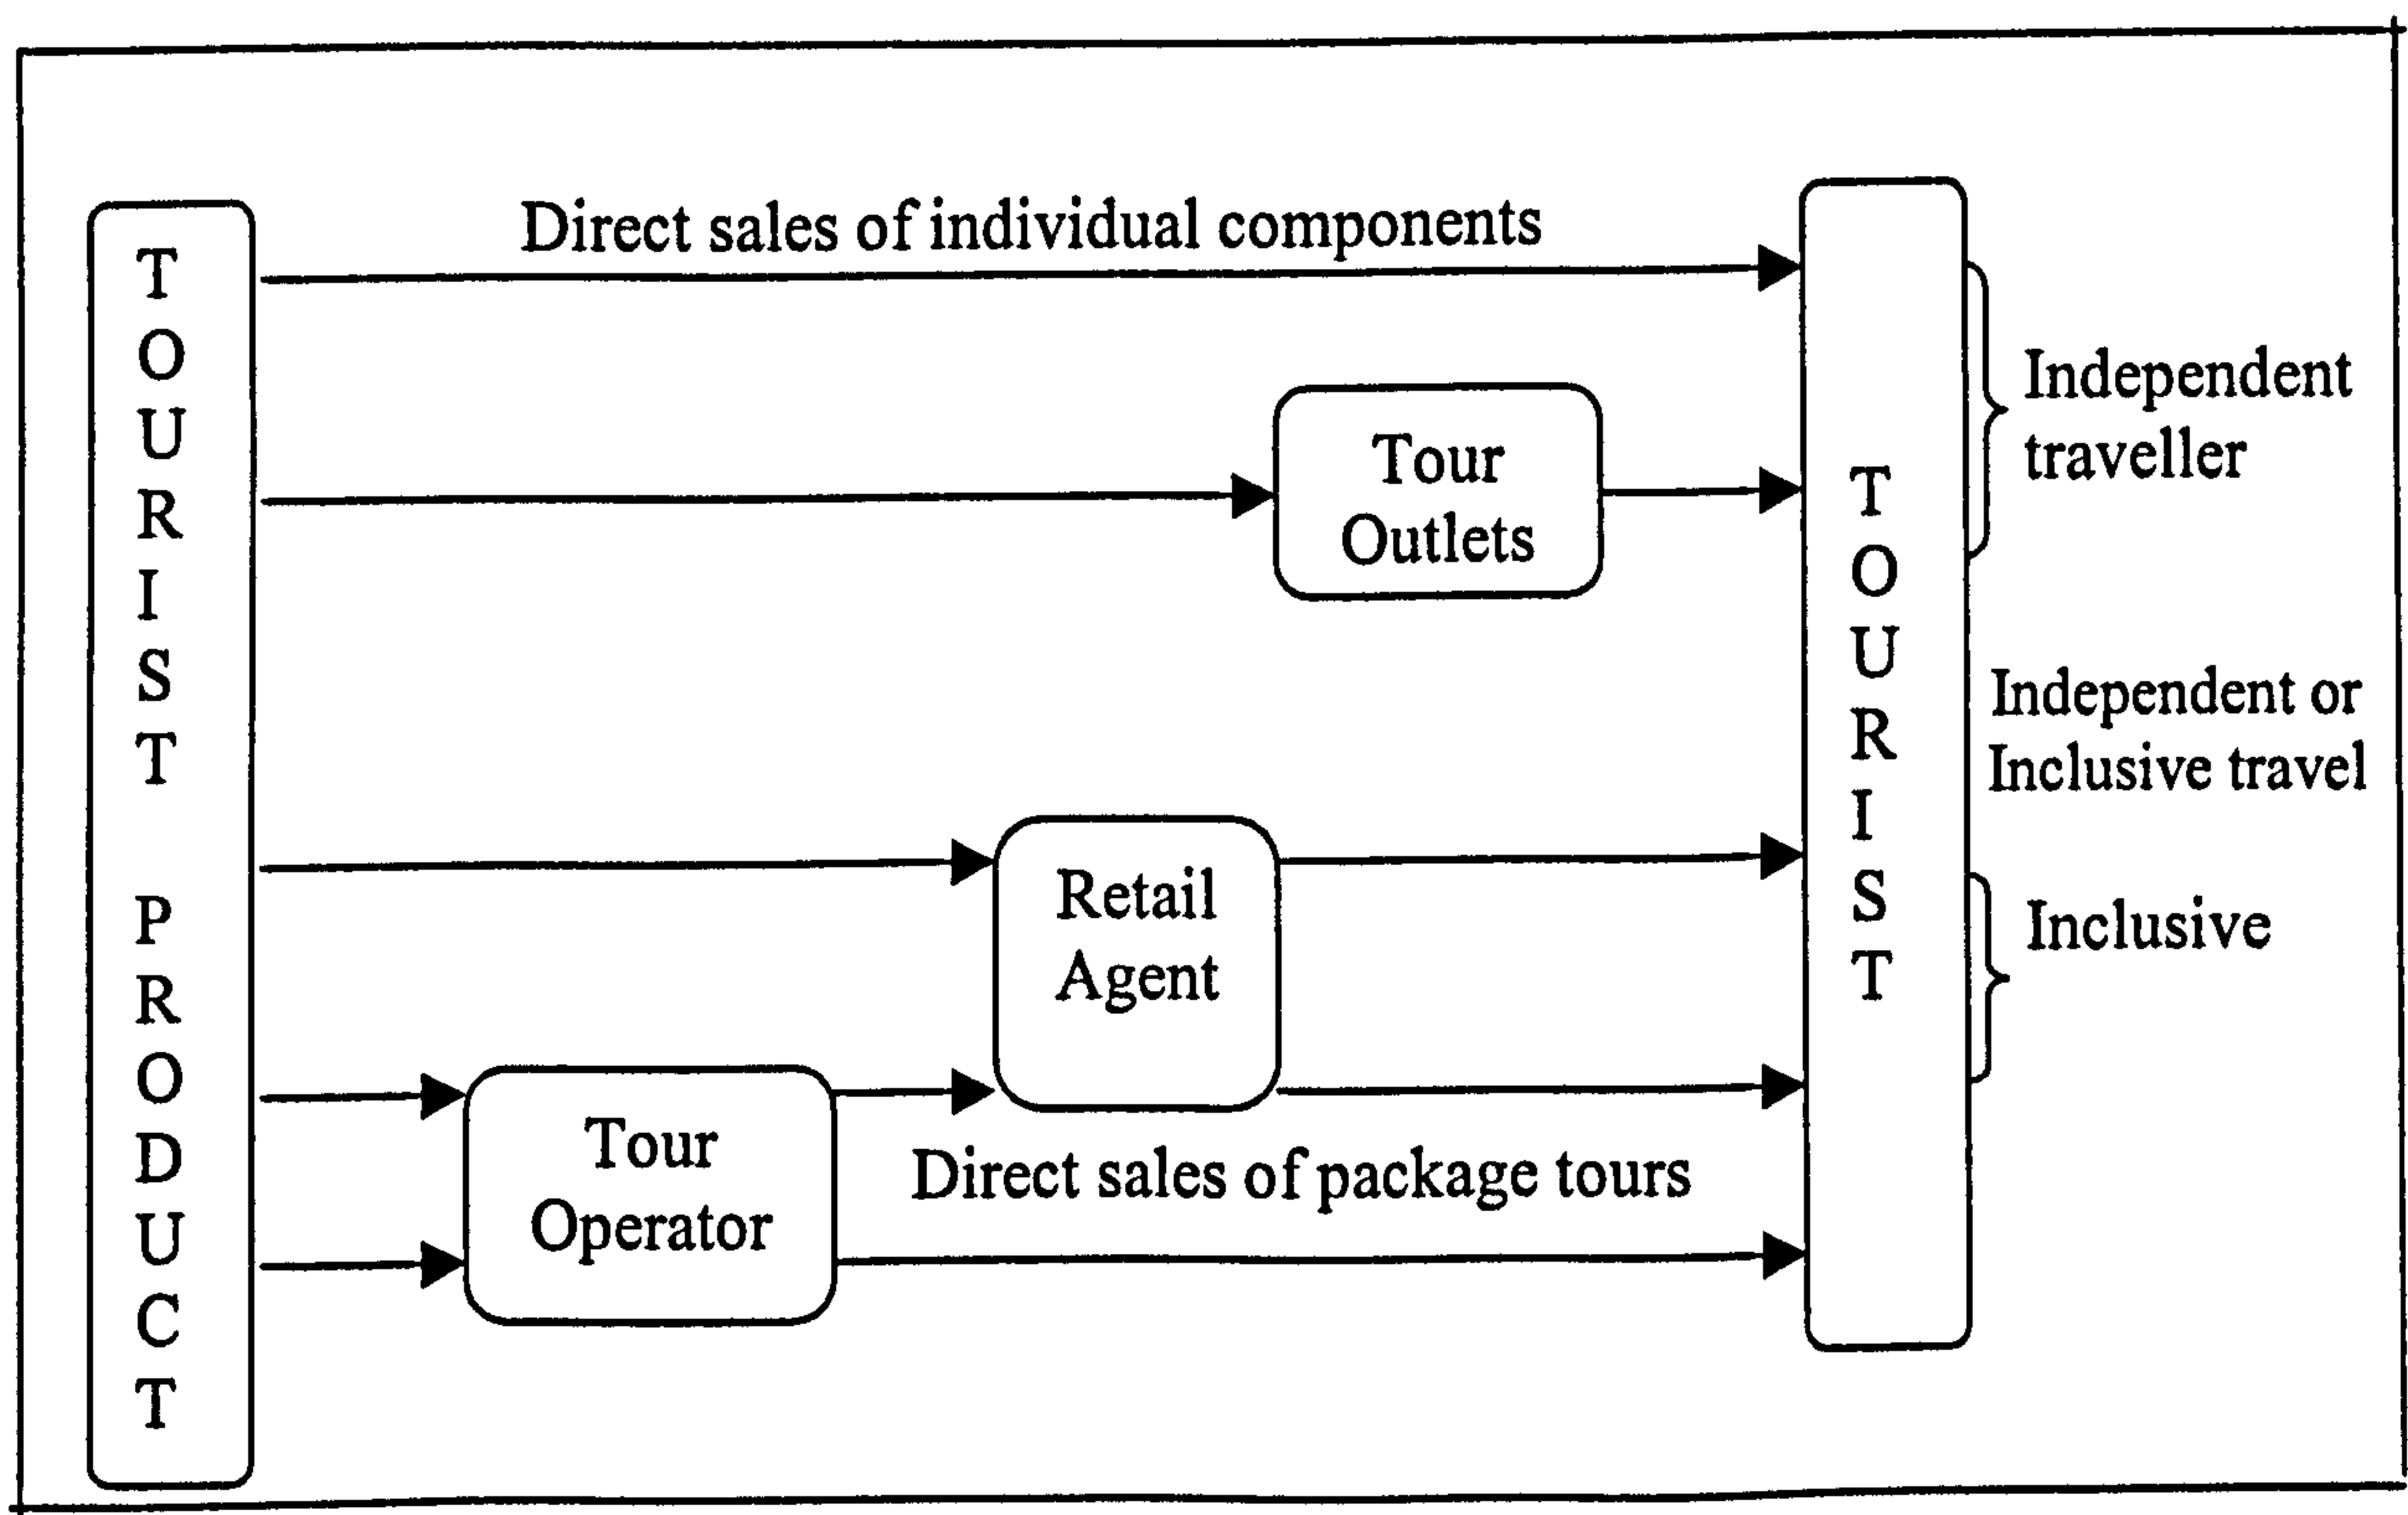 TOURIST PRODUCT
Direct sales of individual components
Tour
Outlets
Retail
Agent
Tour
Operator
Direct sales of package tours
TOURIST
Independent
traveller
Independent or
Inclusive travel
Inclusive